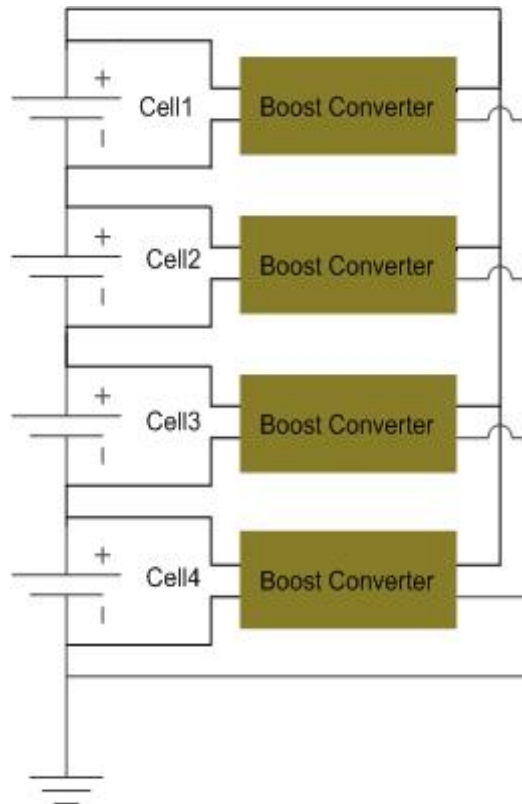 +
Cell1
Boost Converter
I
+
Cell2
Boost Converter
I
+
Cell3
Boost Converter
I
+
Cell4
Boost Converter
I